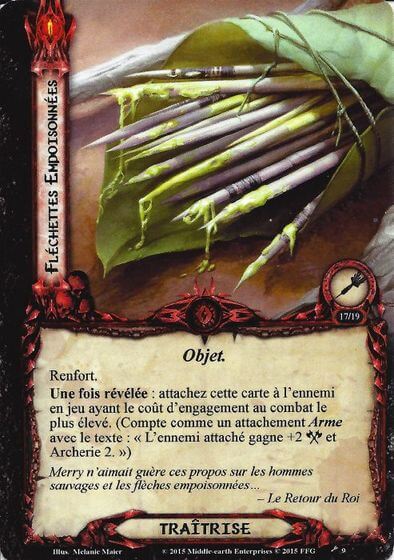 Fléchettes Empoisonnées
17/19
Objet.
Renfort.
Une fois révélée : attachez cette carte à l'ennemi
en jeu ayant le coût d'engagement au combat le
plus élevé. (Compte comme un attachement Arme
avec le texte : « L'ennemi attaché gagne +2 et
Archerie 2. »)
Merry n'aimait guère ces propos sur les hommes
sauvages et les flèches empoisonnées…
– Le Retour du Roi
TRAÎTRISE
Illus. Melanie Maier © 2015 Middle-earth Enterprises © 2015 FFG 9